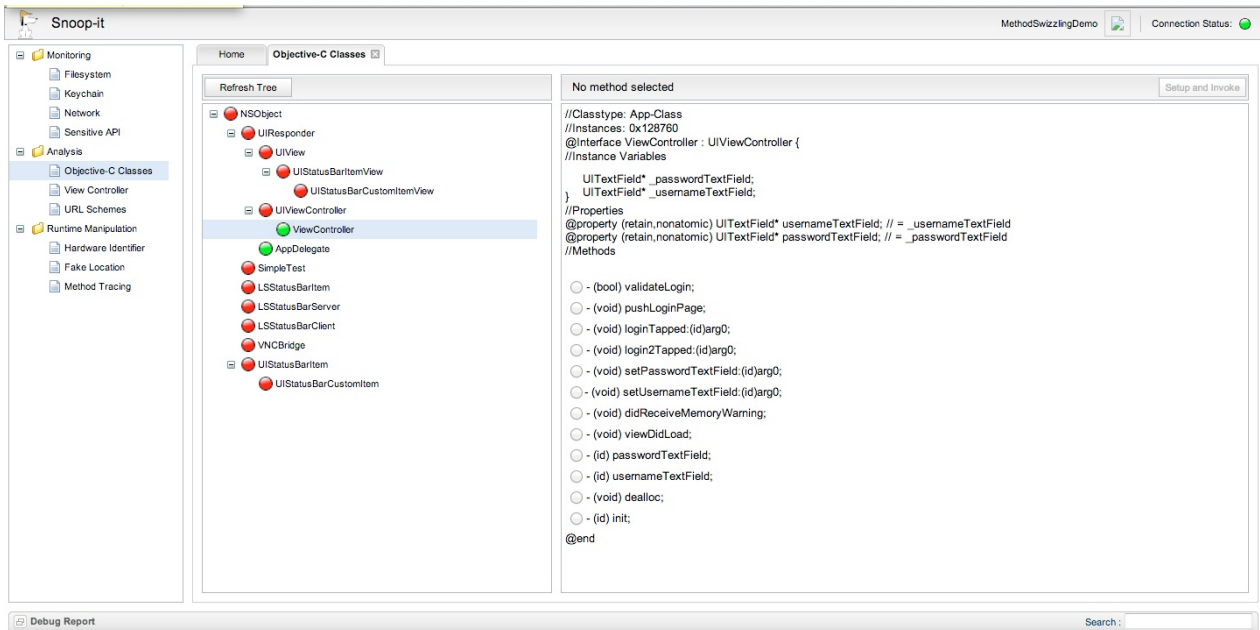 Snoop-it
MethodSwizzlingDemo
Connection Status:
Monitoring
Filesystem
Keychain
Network
Sensitive API
Analysis
Objective-C Classes
View Controller
URL Schemes
Runtime Manipulation
Hardware Identifier
Fake Location
Method Tracing
Home
Objective-C Classes
Refresh Tree
NSObject
UIResponder
UIView
UIStatusBarItemView
UIStatusBarCustomItemView
UIViewController
ViewController
AppDelegate
SimpleTest
LSStatusBarItem
LSStatusBarServer
LSStatusBarClient
VNCBridge
UIStatusBarItem
UIStatusBarCustomItem
No method selected
Setup and Invoke
//Classtype: App-Class
//Instances: 0x128760
@Interface ViewController : UIViewController {
//Instance Variables
UITextField* _passwordTextField;
UITextField* _usernameTextField;
}
//Properties
@property (retain,nonatomic) UITextField* usernameTextField; // = _usernameTextField
@property (retain,nonatomic) UITextField* passwordTextField; // = _passwordTextField
//Methods
- (bool) validateLogin;
- (void) pushLoginPage;
- (void) loginTapped:(id)arg0;
- (void) login2Tapped:(id)arg0;
- (void) setPasswordTextField:(id)arg0;
- (void) setUsernameTextField:(id)arg0;
- (void) didReceiveMemoryWarning;
- (void) viewDidLoad;
- (id) passwordTextField;
- (id) usernameTextField;
- (void) dealloc;
- (id) init;
@end
Debug Report
Search :